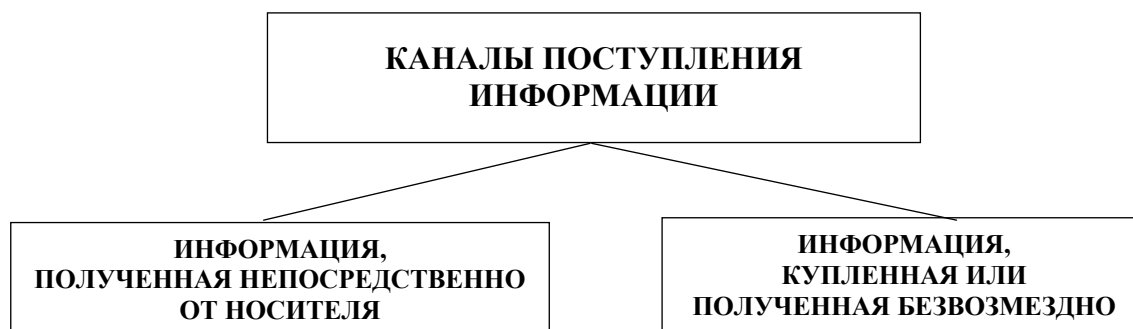 КАНАЛЫ ПОСТУПЛЕНИЯ
ИНФОРМАЦИИ
ИНФОРМАЦИЯ,
ПОЛУЧЕННАЯ НЕПОСРЕДСТВЕННО
ОТ НОСИТЕЛЯ
ИНФОРМАЦИЯ,
КУПЛЕННАЯ ИЛИ
ПОЛУЧЕННАЯ БЕЗВОЗМЕЗДНО